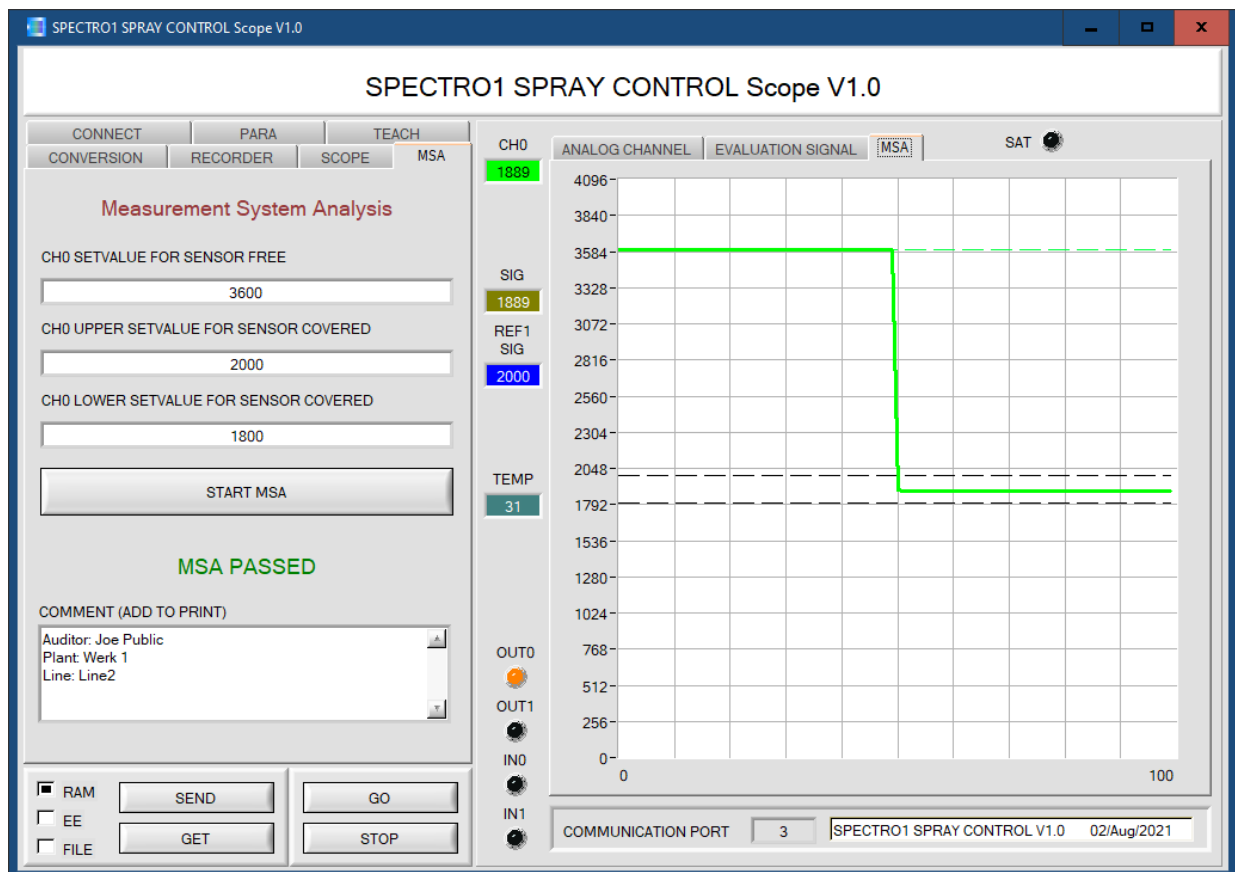 SPECTRO1 SPRAY CONTROL Scope V1.0
SPECTRO1 SPRAY CONTROL Scope V1.0
CONNECT PARA TEACH
CONVERSION RECORDER SCOPE MSA
Measurement System Analysis
CH0 SETVALUE FOR SENSOR FREE
3600
CH0 UPPER SETVALUE FOR SENSOR COVERED
2000
CH0 LOWER SETVALUE FOR SENSOR COVERED
1800
START MSA
MSA PASSED
COMMENT (ADD TO PRINT)
Auditor: Joe Public
Plant: Werk 1
Line: Line2
RAM
EE
FILE
SEND
GET
GO
STOP
CH0
1889
SIG
1889
REF1
SIG
2000
TEMP
31
OUT0
OUT1
IN0
IN1
ANALOG CHANNEL EVALUATION SIGNAL MSA
SAT
4096
3840
3584
3328
3072
2816
2560
2304
2048
1792
1536
1280
1024
768
512
256
0
0 100
COMMUNICATION PORT 3 SPECTRO1 SPRAY CONTROL V1.0 02/Aug/2021